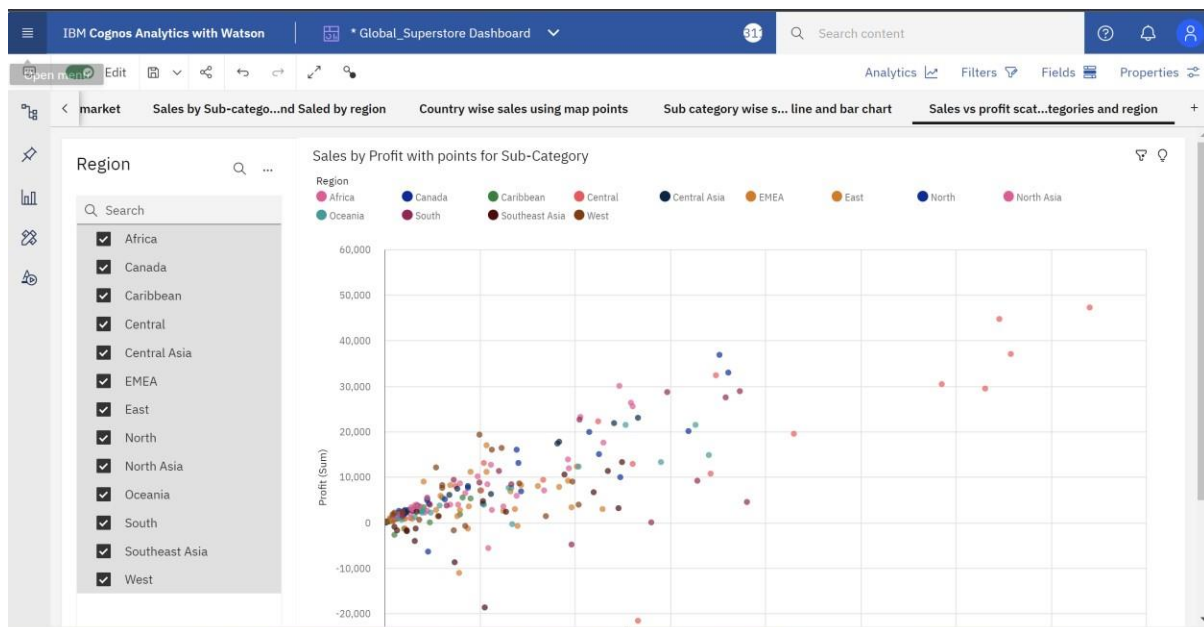 IBM Cognos Analytics with Watson
* Global_Superstore Dashboard
Search content
Open menu
Edit
Analytics
Filters
Fields
Properties
market
Sales by Sub-catego...nd Saled by region
Country wise sales using map points
Sub category wise s... line and bar chart
Sales vs profit scat...tegories and region
+
Region
...
Search
Africa
Canada
Caribbean
Central
Central Asia
EMEA
East
North
North Asia
Oceania
South
Southeast Asia
West
Sales by Profit with points for Sub-Category
Region
Africa Canada Caribbean Central Central Asia EMEA East North North Asia
Oceania South Southeast Asia West
Profit (Sum)
60,000
50,000
40,000
30,000
20,000
10,000
0
-10,000
-20,000